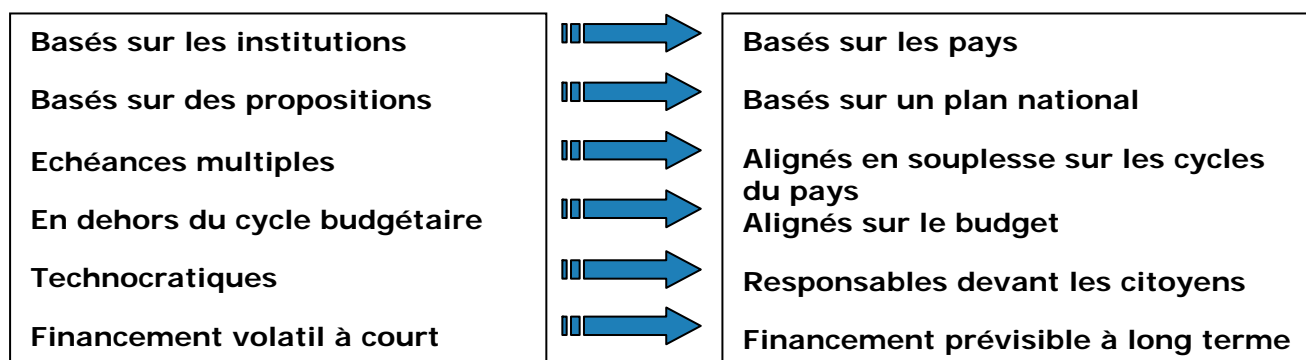 Basés sur les institutions
Basés sur des propositions
Echéances multiples
En dehors du cycle budgétaire
Technocratiques
Financement volatil à court
Basés sur les pays
Basés sur un plan national
Alignés en souplesse sur les cycles
du pays
Alignés sur le budget
Responsables devant les citoyens
Financement prévisible à long terme